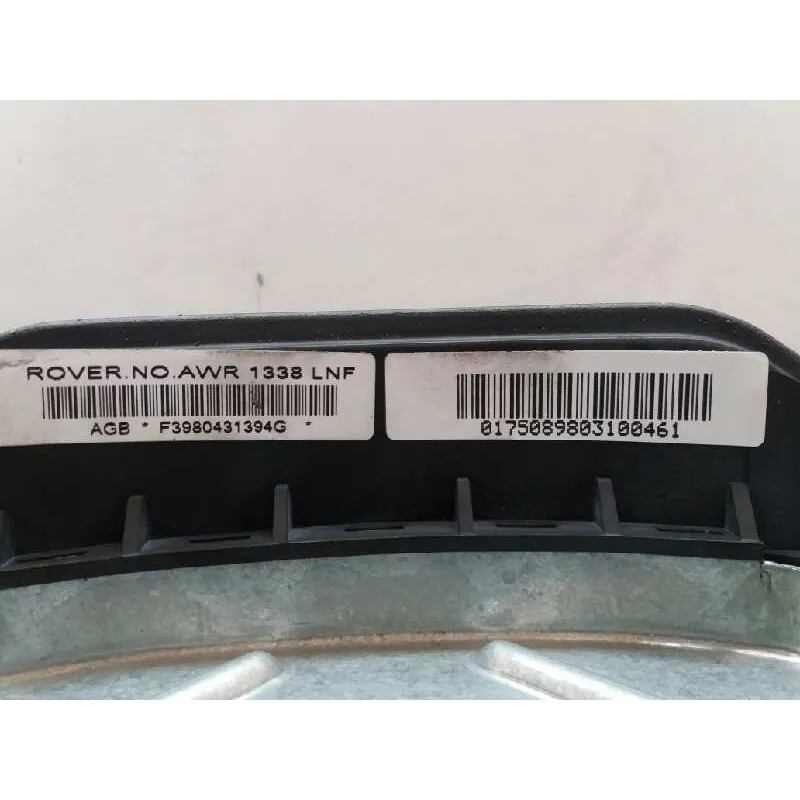 ROVER.NO.AWR 1338 LNF
AGB * F3980431394G *
0175089803100461